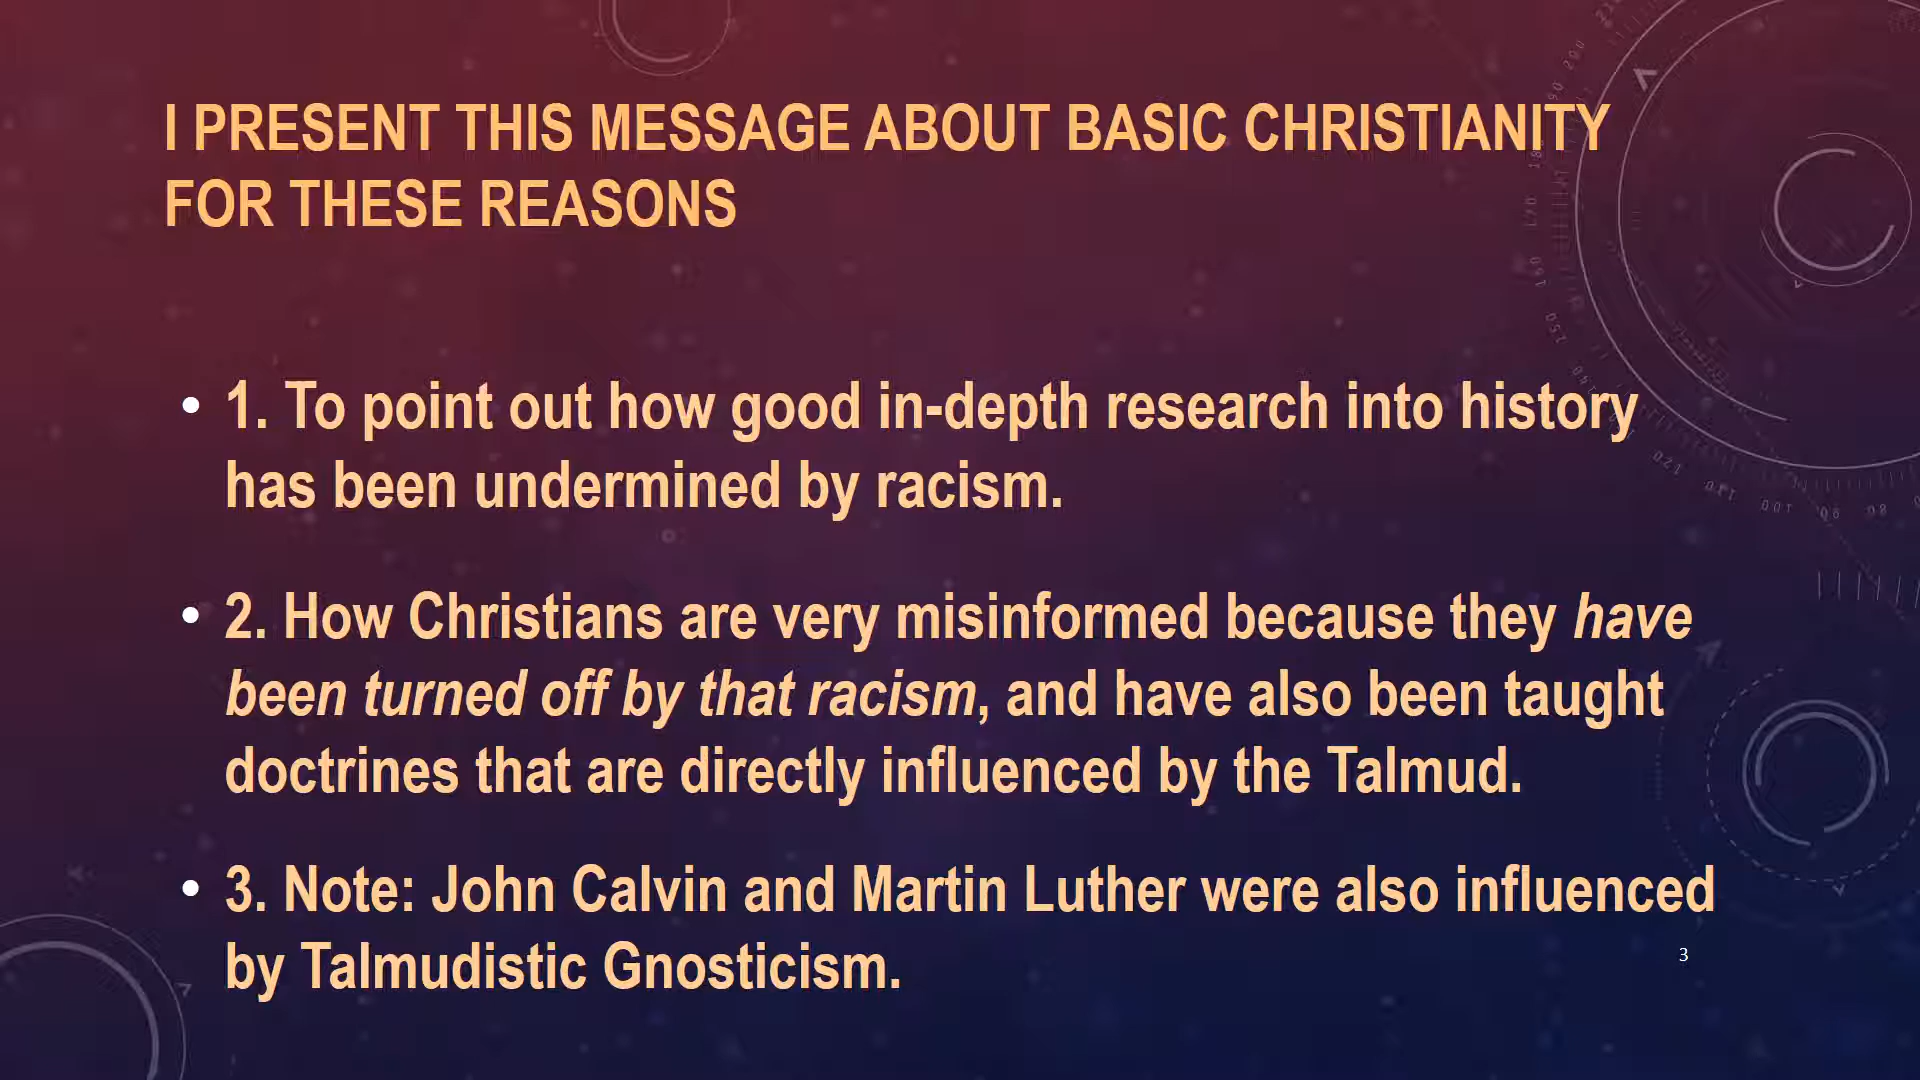 I PRESENT THIS MESSAGE ABOUT BASIC CHRISTIANITY
FOR THESE REASONS
• 1. To point out how good in-depth research into history
has been undermined by racism.
• 2. How Christians are very misinformed because they have
been turned off by that racism, and have also been taught
doctrines that are directly influenced by the Talmud.
• 3. Note: John Calvin and Martin Luther were also influenced
by Talmudistic Gnosticism.
3